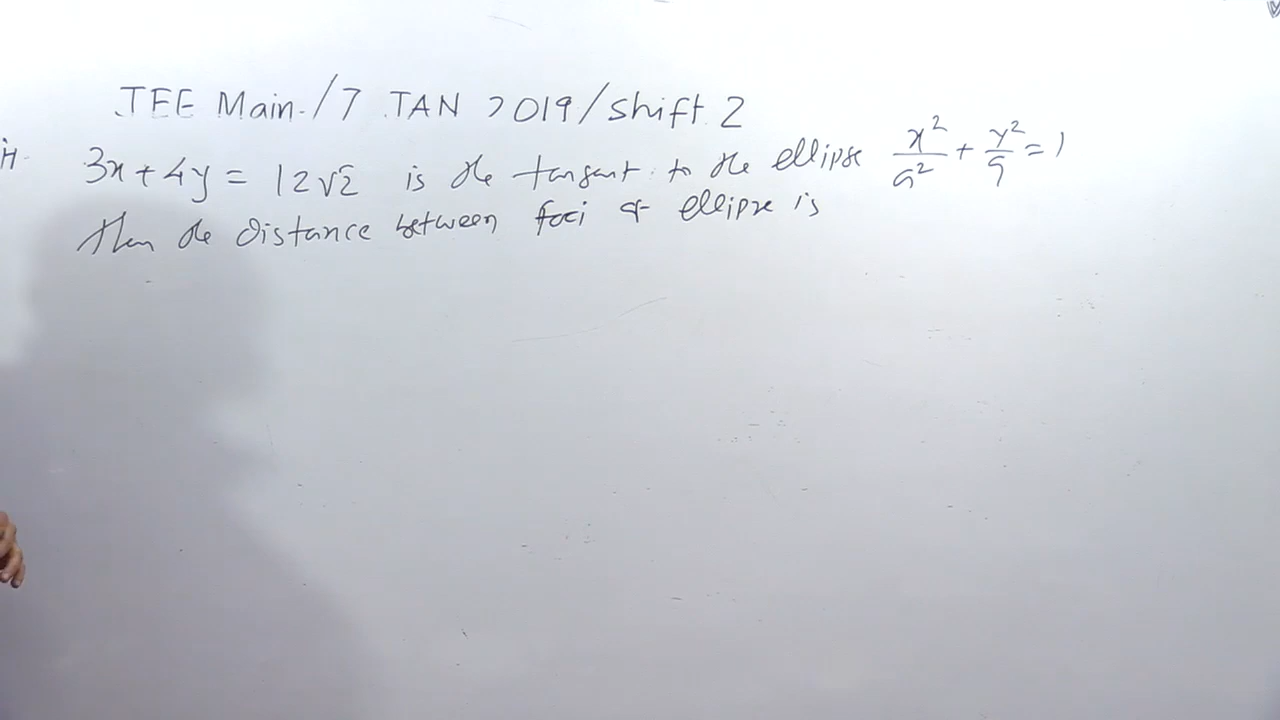 JEE Main./7 JAN 2019/Shift 2
H. 3x + 4y = 12√2 is the tangent to the ellipse x²/a² + y²/9 = 1
then the distance between foci of ellipse is